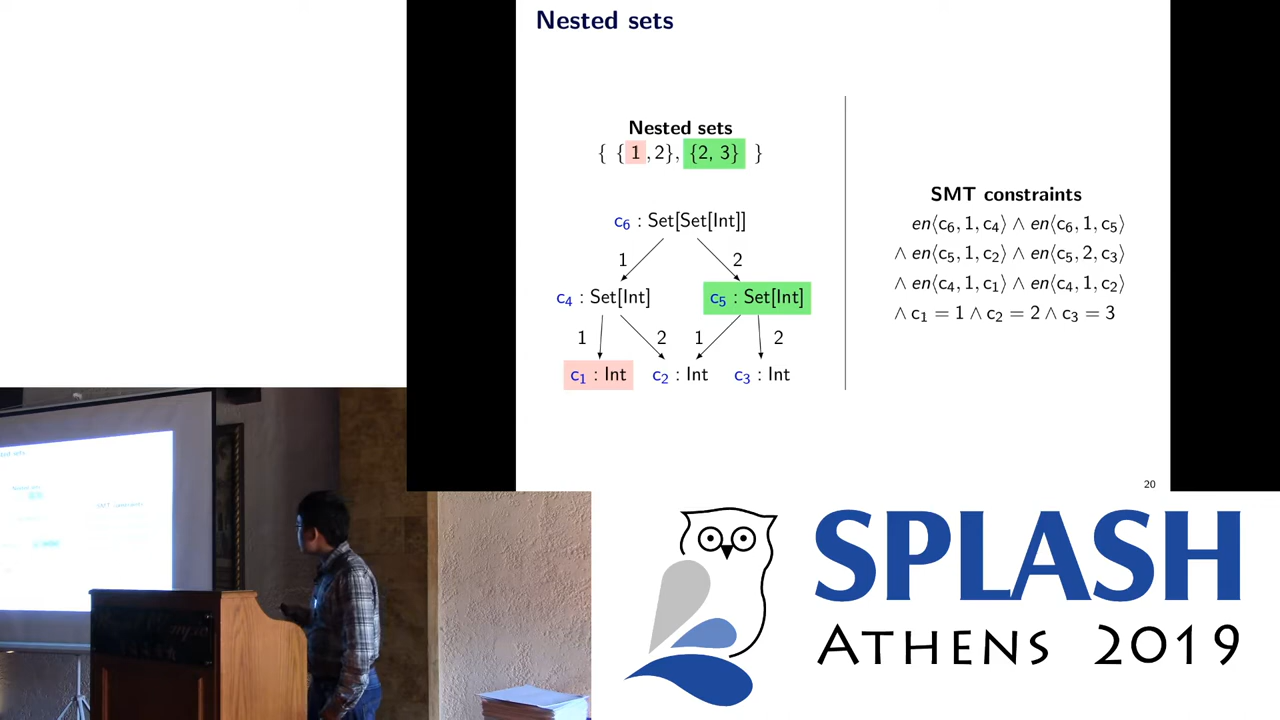 Nested sets
Nested sets
{ {1, 2}, {2, 3} }
c6 : Set[Set[Int]]
1 2
c4 : Set[Int] c5 : Set[Int]
1 2 1 2
c1 : Int c2 : Int c3 : Int
SMT constraints
en⟨c6, 1, c4⟩ ∧ en⟨c6, 1, c5⟩
∧ en⟨c5, 1, c2⟩ ∧ en⟨c5, 2, c3⟩
∧ en⟨c4, 1, c1⟩ ∧ en⟨c4, 1, c2⟩
∧ c1 = 1 ∧ c2 = 2 ∧ c3 = 3
20
SMT constraints
SPLASH
ATHENS 2019